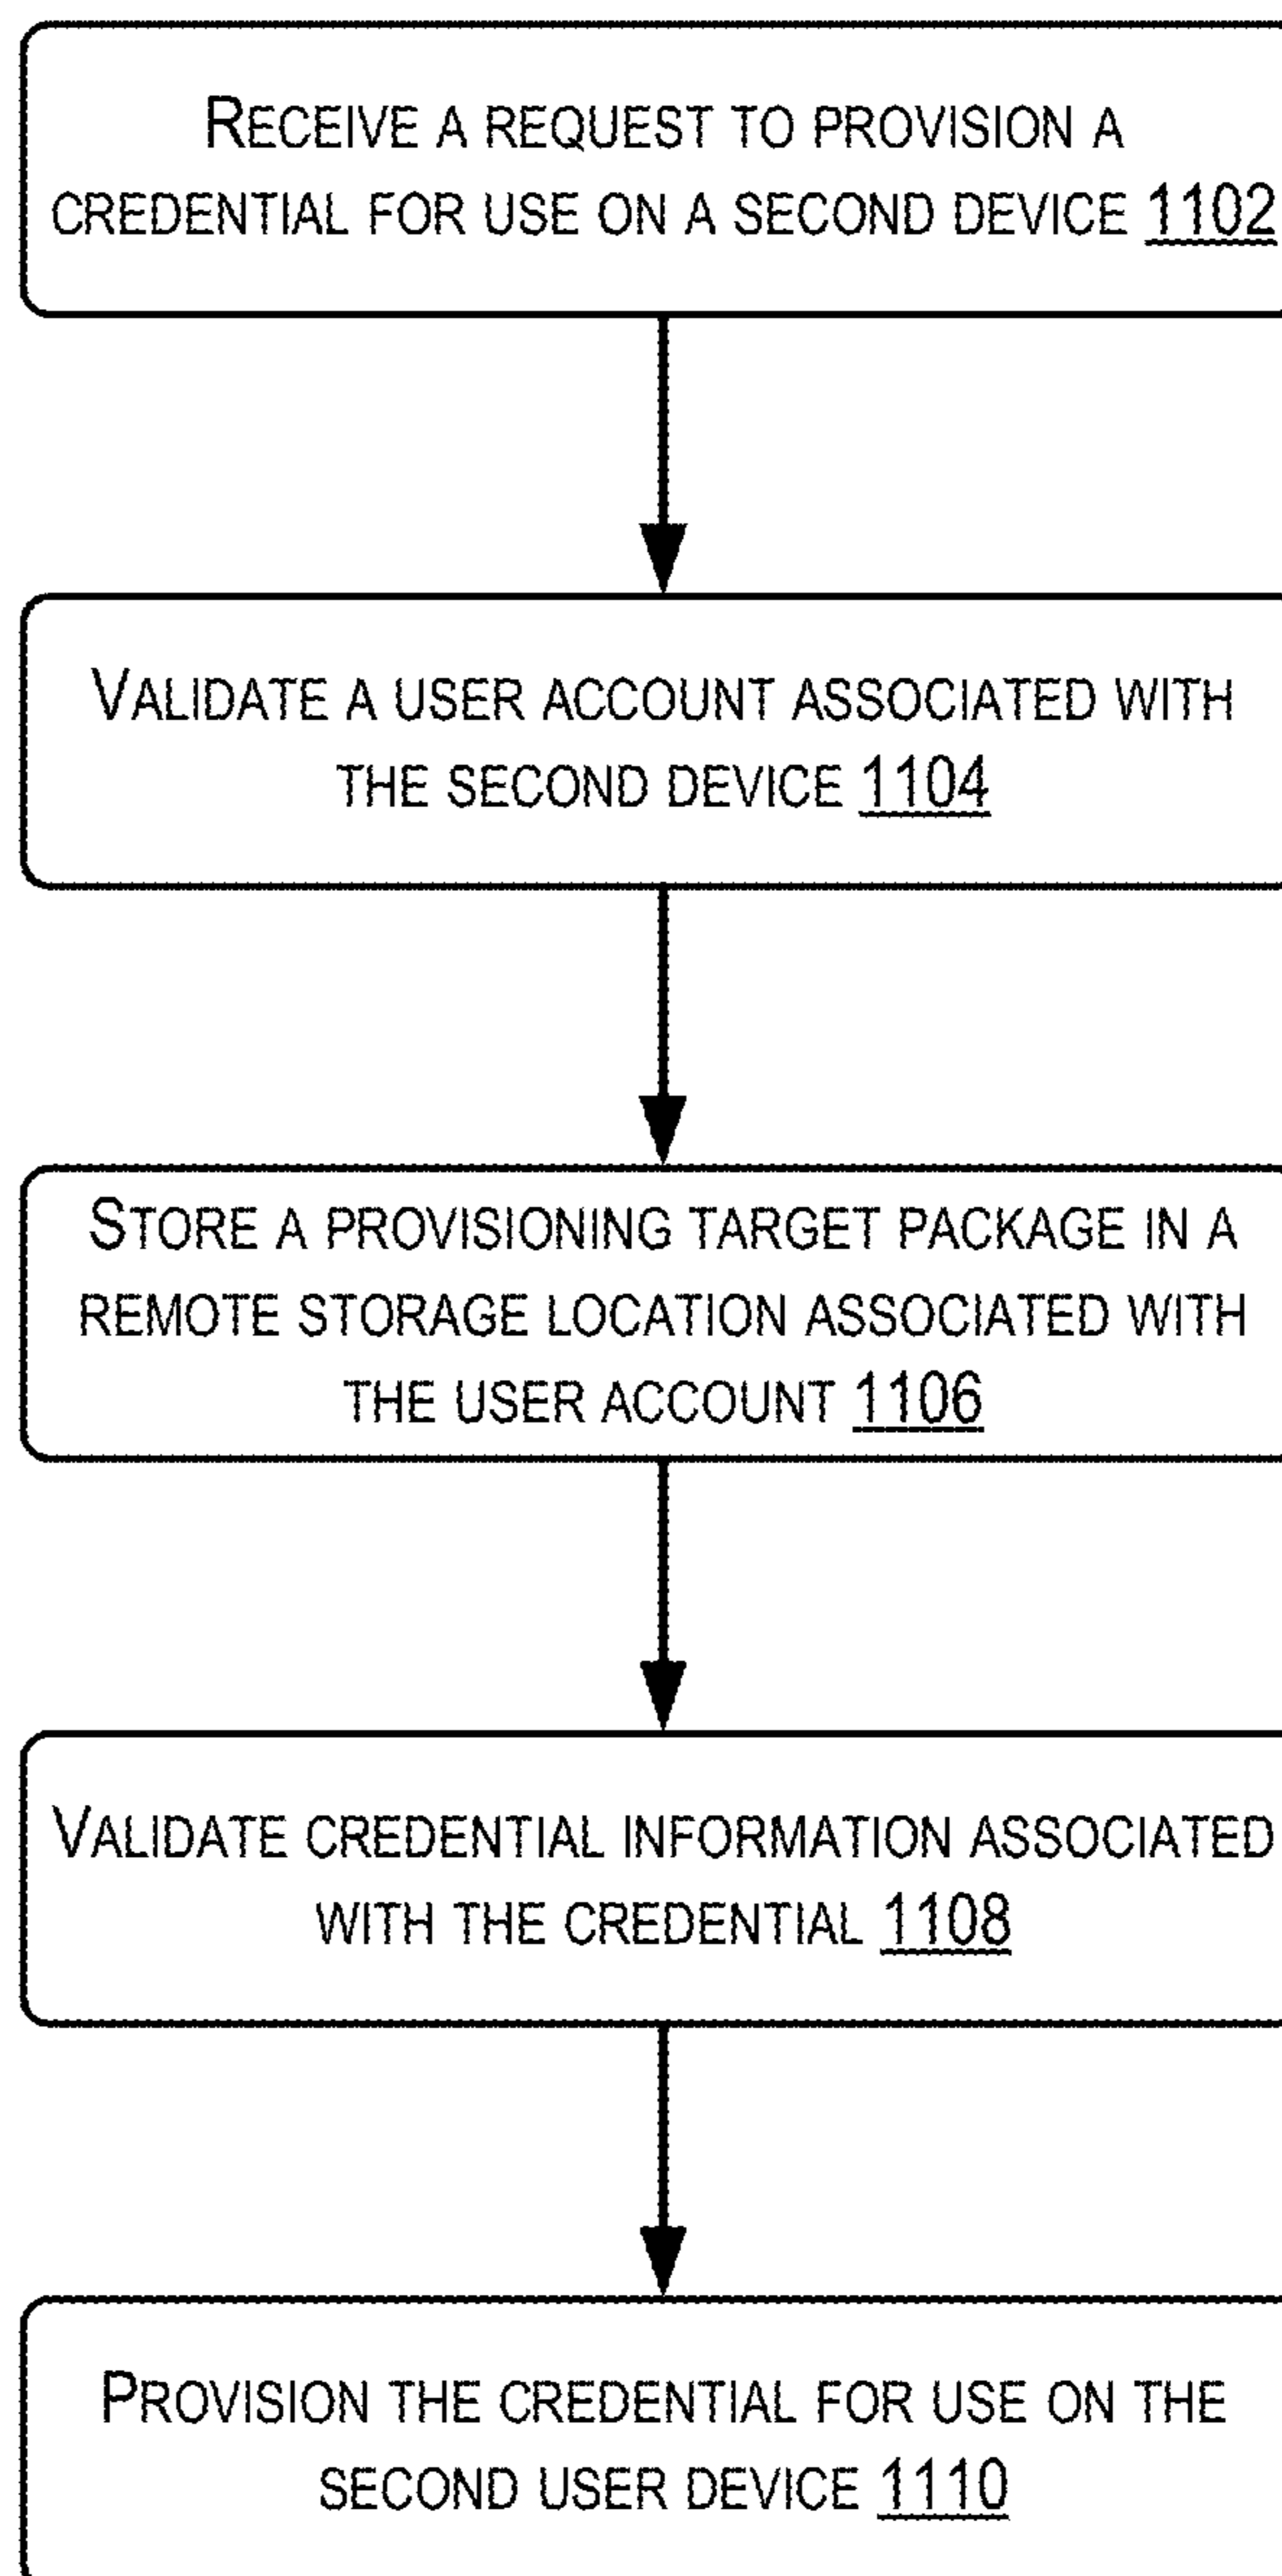 RECEIVE A REQUEST TO PROVISION A
CREDENTIAL FOR USE ON A SECOND DEVICE 1102
VALIDATE A USER ACCOUNT ASSOCIATED WITH
THE SECOND DEVICE 1104
STORE A PROVISIONING TARGET PACKAGE IN A
REMOTE STORAGE LOCATION ASSOCIATED WITH
THE USER ACCOUNT 1106
VALIDATE CREDENTIAL INFORMATION ASSOCIATED
WITH THE CREDENTIAL 1108
PROVISION THE CREDENTIAL FOR USE ON THE
SECOND USER DEVICE 1110